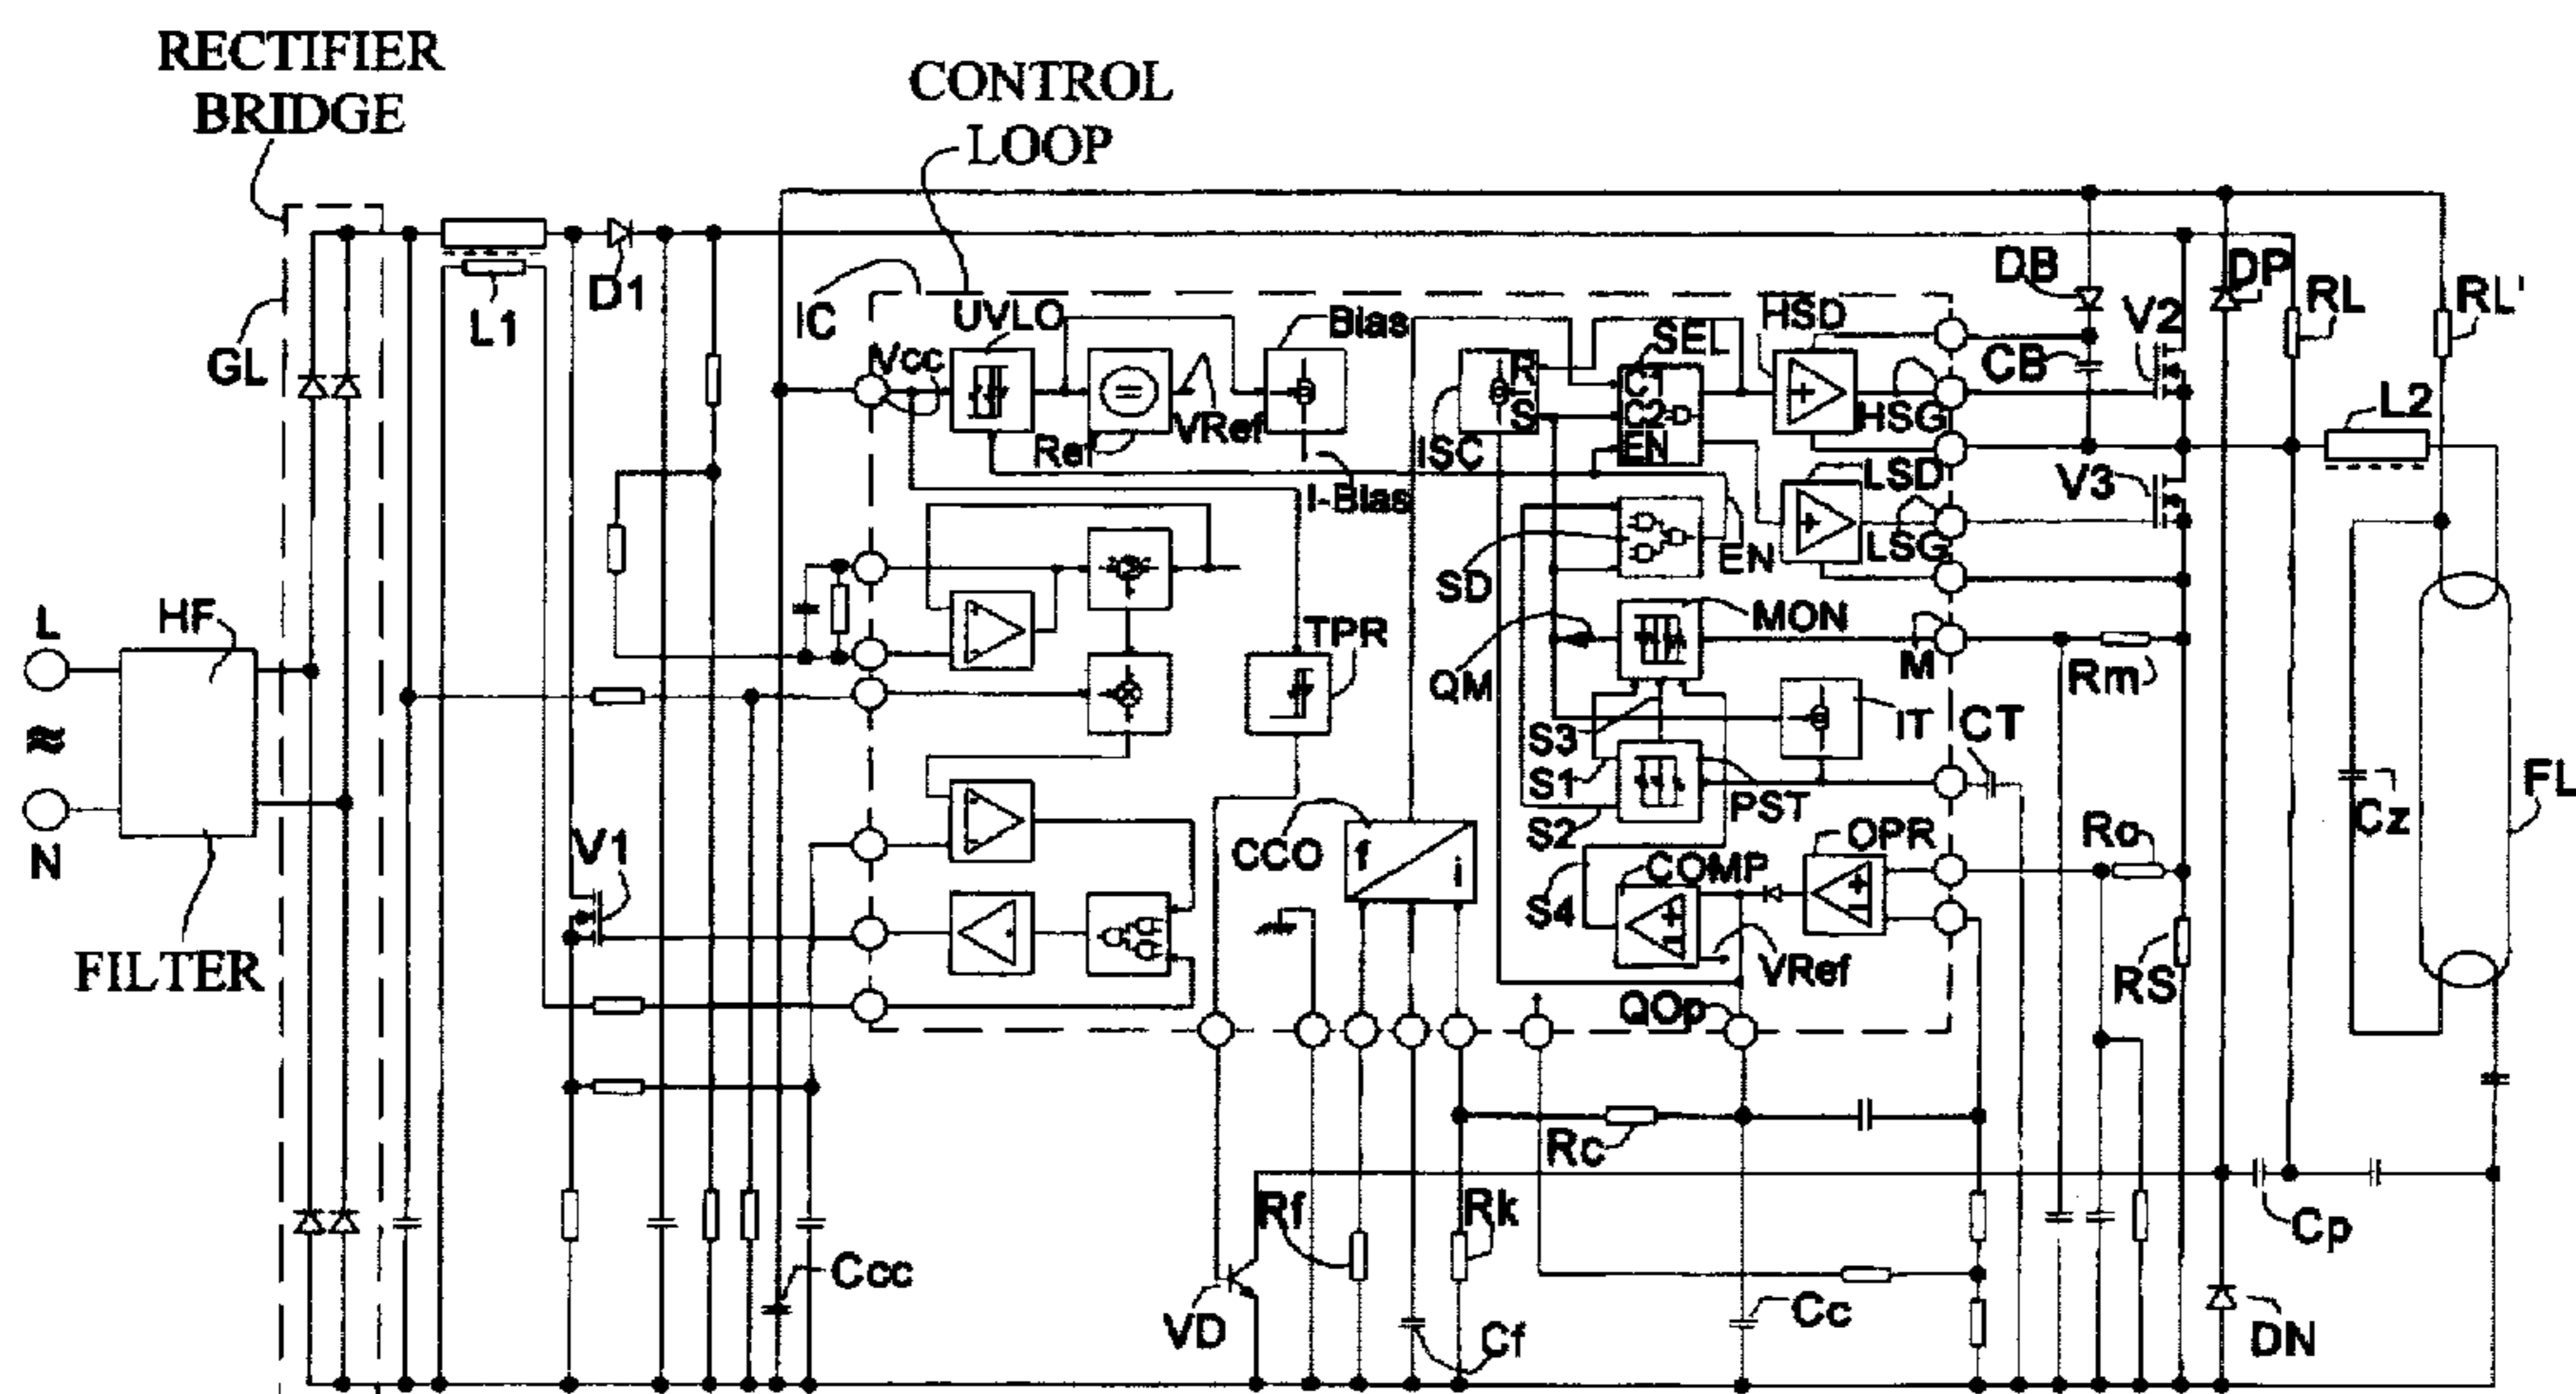 RECTIFIER
BRIDGE
CONTROL
LOOP
GL
L1
D1
IC
UVLO
Vcc
Ref
VRef
Bias
I-Bias
ISC
R
S
SEL
C1
C2
EN
HSD
HSG
DB
CB
DP
V2
RL
RL'
L2
LSD
LSG
V3
SD
EN
L
HF
≈
N
FILTER
TPR
QM
MON
M
Rm
S3
S1
S2
IT
CT
PST
CCO
f
i
S4
COMP
OPR
Ro
Cz
FL
V1
VRef
RS
QOp
Rc
Rf
Rk
Cp
Ccc
VD
Cf
Cc
DN